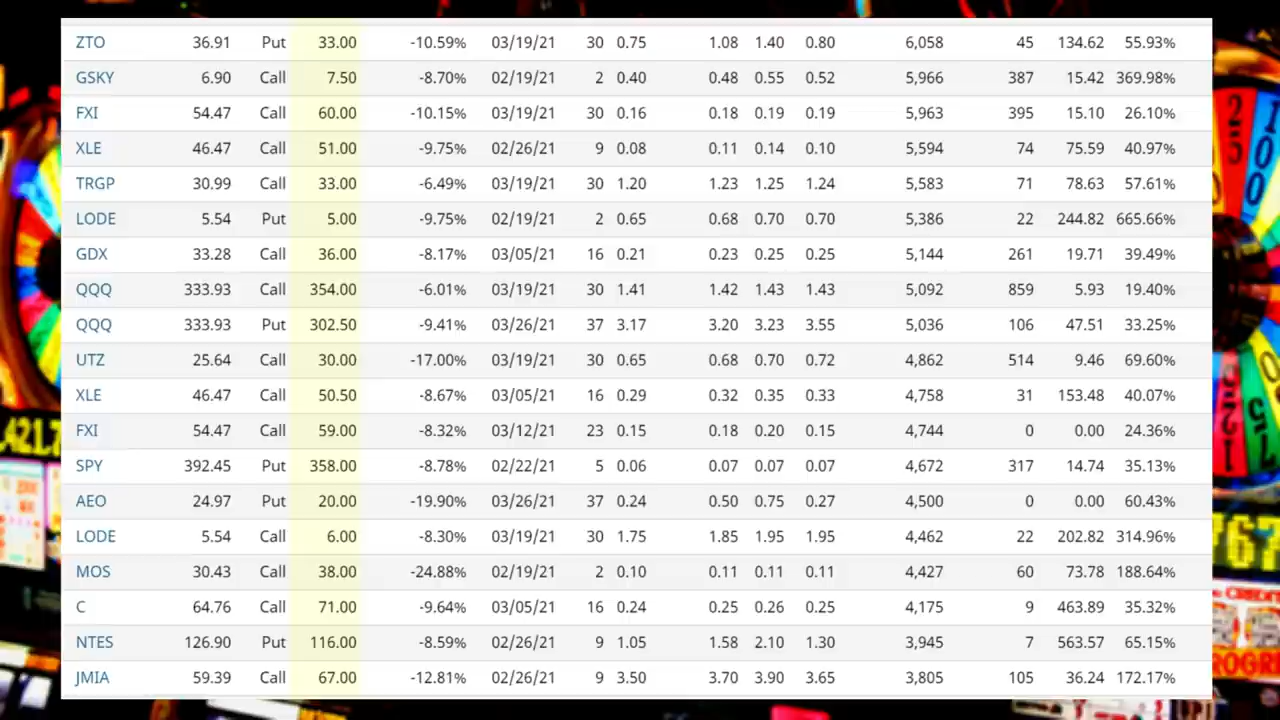 ZTO 36.91 Put 33.00 -10.59% 03/19/21 30 0.75 1.08 1.40 0.80 6,058 45 134.62 55.93%
GSKY 6.90 Call 7.50 -8.70% 02/19/21 2 0.40 0.48 0.55 0.52 5,966 387 15.42 369.98%
FXI 54.47 Call 60.00 -10.15% 03/19/21 30 0.16 0.18 0.19 0.19 5,963 395 15.10 26.10%
XLE 46.47 Call 51.00 -9.75% 02/26/21 9 0.08 0.11 0.14 0.10 5,594 74 75.59 40.97%
TRGP 30.99 Call 33.00 -6.49% 03/19/21 30 1.20 1.23 1.25 1.24 5,583 71 78.63 57.61%
LODE 5.54 Put 5.00 -9.75% 02/19/21 2 0.65 0.68 0.70 0.70 5,386 22 244.82 665.66%
GDX 33.28 Call 36.00 -8.17% 03/05/21 16 0.21 0.23 0.25 0.25 5,144 261 19.71 39.49%
QQQ 333.93 Call 354.00 -6.01% 03/19/21 30 1.41 1.42 1.43 1.43 5,092 859 5.93 19.40%
QQQ 333.93 Put 302.50 -9.41% 03/26/21 37 3.17 3.20 3.23 3.55 5,036 106 47.51 33.25%
UTZ 25.64 Call 30.00 -17.00% 03/19/21 30 0.65 0.68 0.70 0.72 4,862 514 9.46 69.60%
XLE 46.47 Call 50.50 -8.67% 03/05/21 16 0.29 0.32 0.35 0.33 4,758 31 153.48 40.07%
FXI 54.47 Call 59.00 -8.32% 03/12/21 23 0.15 0.18 0.20 0.15 4,744 0 0.00 24.36%
SPY 392.45 Put 358.00 -8.78% 02/22/21 5 0.06 0.07 0.07 0.07 4,672 317 14.74 35.13%
AEO 24.97 Put 20.00 -19.90% 03/26/21 37 0.24 0.50 0.75 0.27 4,500 0 0.00 60.43%
LODE 5.54 Call 6.00 -8.30% 03/19/21 30 1.75 1.85 1.95 1.95 4,462 22 202.82 314.96%
MOS 30.43 Call 38.00 -24.88% 02/19/21 2 0.10 0.11 0.11 0.11 4,427 60 73.78 188.64%
C 64.76 Call 71.00 -9.64% 03/05/21 16 0.24 0.25 0.26 0.25 4,175 9 463.89 35.32%
NTES 126.90 Put 116.00 -8.59% 02/26/21 9 1.05 1.58 2.10 1.30 3,945 7 563.57 65.15%
JMIA 59.39 Call 67.00 -12.81% 02/26/21 9 3.50 3.70 3.90 3.65 3,805 105 36.24 172.17%